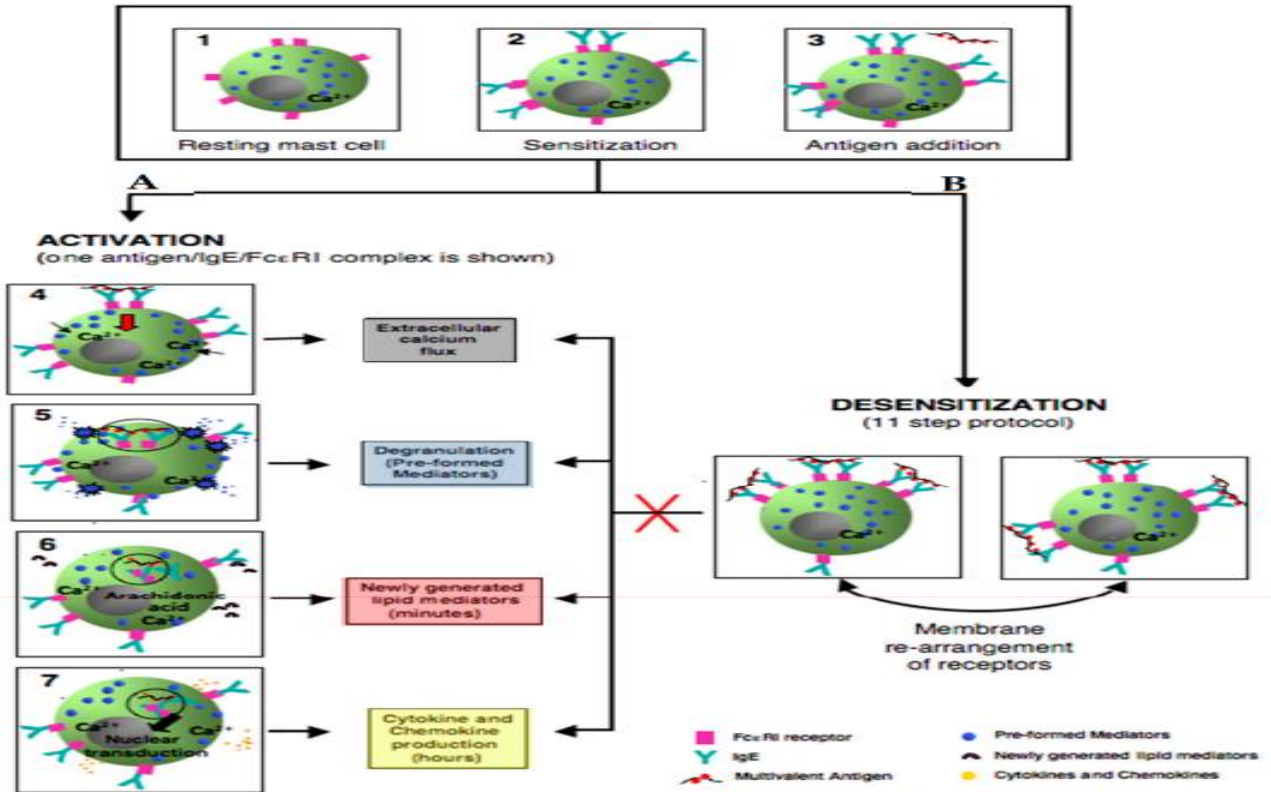 1
2
3
Ca2+
Ca2+
Ca2+
Resting mast cell
Sensitization
Antigen addition
A
B
ACTIVATION
(one antigen/IgE/FcεRI complex is shown)
4
Ca2+
Ca2+
Ca2+
Extracellular
calcium
flux
5
Ca2+
Ca2+
Degranulation
(Pre-formed
Mediators)
6
Ca2+
Arachidonic
acid
Ca2+
Newly generated
lipid mediators
(minutes)
7
Ca2+
Ca2+
Nuclear
transduction
Cytokine and
Chemokine
production
(hours)
DESENSITIZATION
(11 step protocol)
Ca2+
Ca2+
Membrane
re-arrangement
of receptors
FcεRI receptor
IgE
Multivalent Antigen
Pre-formed Mediators
Newly generated lipid mediators
Cytokines and Chemokines